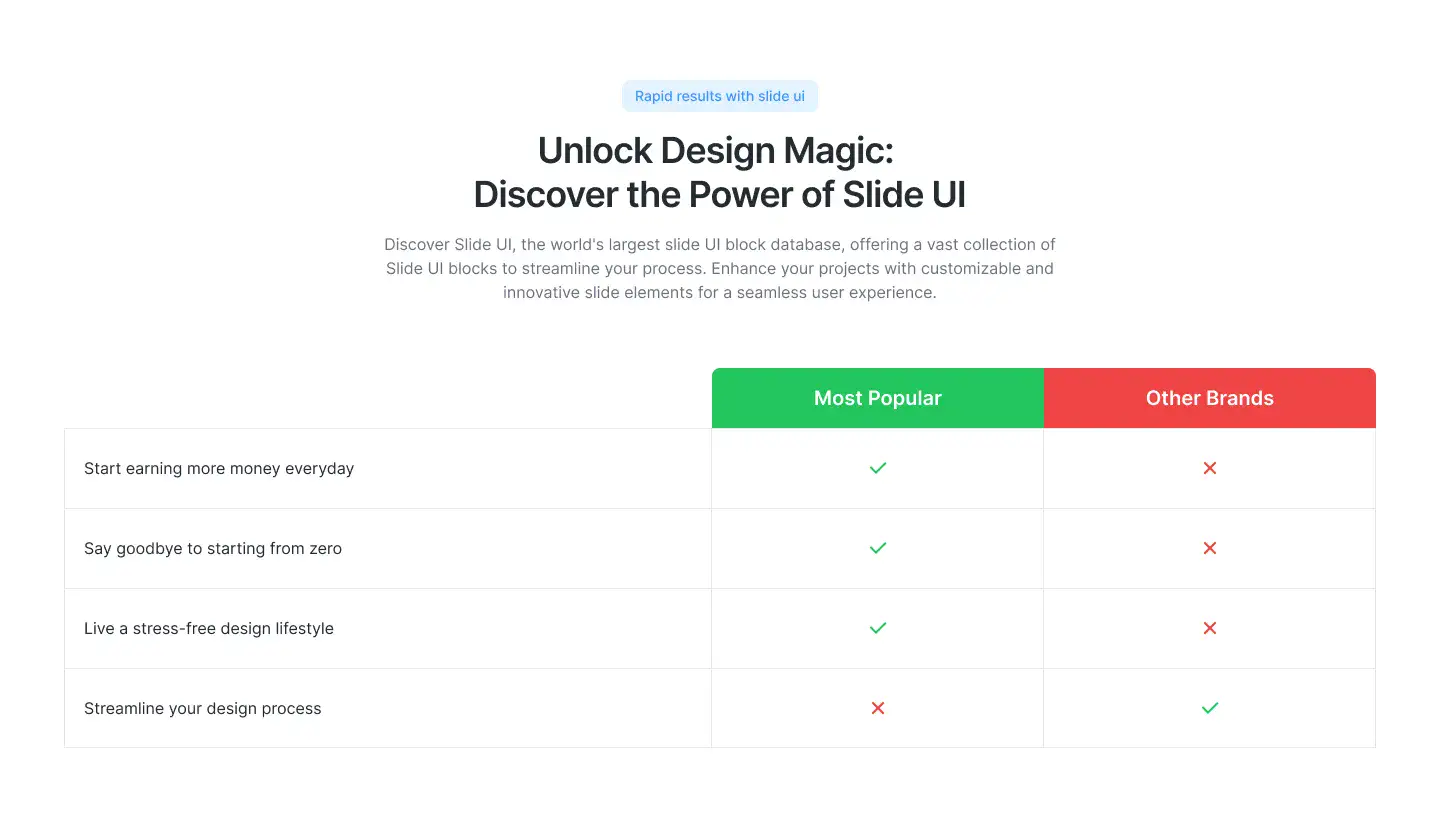 Rapid results with slide ui
Unlock Design Magic:
Discover the Power of Slide UI
Discover Slide UI, the world's largest slide UI block database, offering a vast collection of
Slide UI blocks to streamline your process. Enhance your projects with customizable and
innovative slide elements for a seamless user experience.
Most Popular
Other Brands
Start earning more money everyday
Say goodbye to starting from zero
Live a stress-free design lifestyle
Streamline your design process